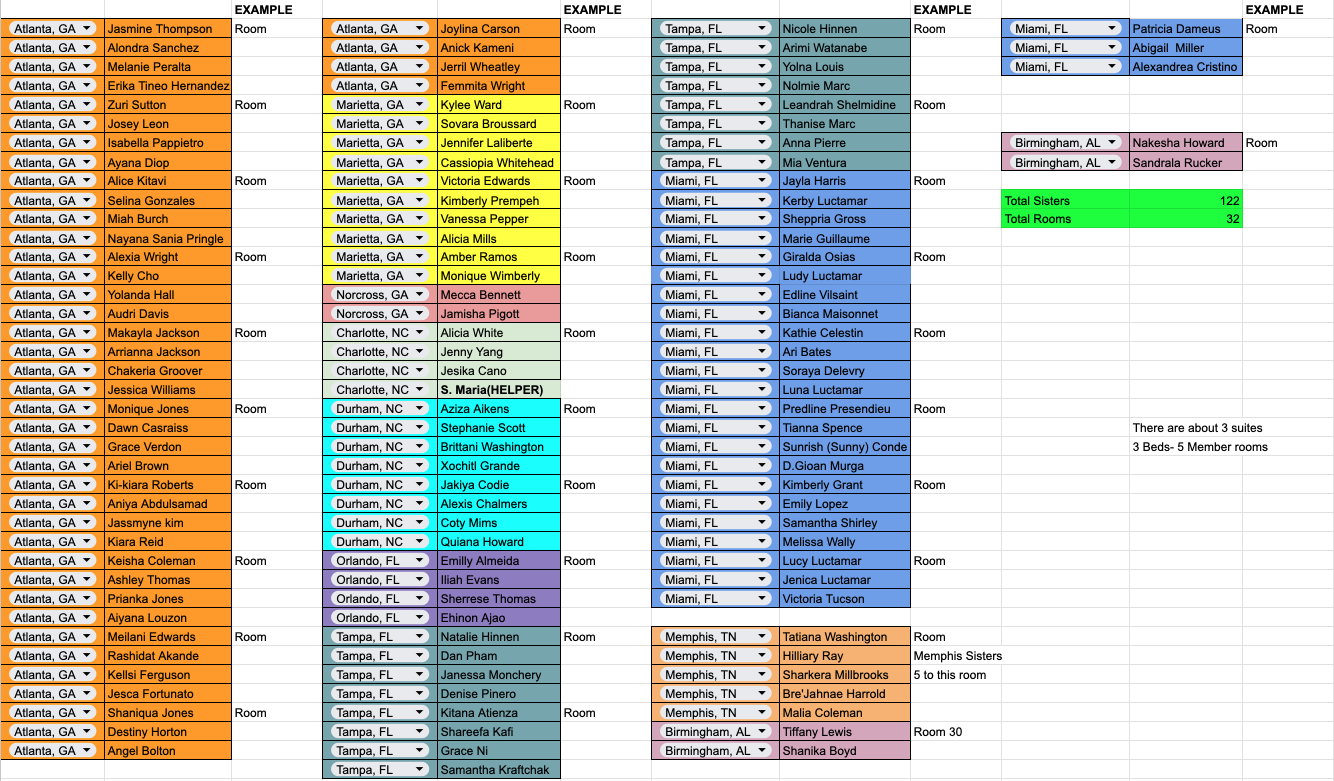 EXAMPLE EXAMPLE EXAMPLE EXAMPLE
Atlanta, GA Jasmine Thompson Room Atlanta, GA Joylina Carson Room Tampa, FL Nicole Hinnen Room Miami, FL Patricia Dameus Room
Atlanta, GA Alondra Sanchez Atlanta, GA Anick Kameni Tampa, FL Arimi Watanabe Miami, FL Abigail Miller
Atlanta, GA Melanie Peralta Atlanta, GA Jerril Wheatley Tampa, FL Yolna Louis Miami, FL Alexandrea Cristino
Atlanta, GA Erika Tineo Hernandez Atlanta, GA Femmita Wright Tampa, FL Nolmie Marc
Atlanta, GA Zuri Sutton Room Marietta, GA Kylee Ward Room Tampa, FL Leandrah Shelmidine Room
Atlanta, GA Josey Leon Marietta, GA Sovara Broussard Tampa, FL Thanise Marc
Atlanta, GA Isabella Pappietro Marietta, GA Jennifer Laliberte Tampa, FL Anna Pierre Birmingham, AL Nakesha Howard Room
Atlanta, GA Ayana Diop Marietta, GA Cassiopia Whitehead Tampa, FL Mia Ventura Birmingham, AL Sandrala Rucker
Atlanta, GA Alice Kitavi Room Marietta, GA Victoria Edwards Room Miami, FL Jayla Harris Room
Atlanta, GA Selina Gonzales Marietta, GA Kimberly Prempeh Miami, FL Kerby Luctamar Total Sisters 122
Atlanta, GA Miah Burch Marietta, GA Vanessa Pepper Miami, FL Sheppria Gross Total Rooms 32
Atlanta, GA Nayana Sania Pringle Marietta, GA Alicia Mills Miami, FL Marie Guillaume
Atlanta, GA Alexia Wright Room Marietta, GA Amber Ramos Room Miami, FL Giralda Osias Room
Atlanta, GA Kelly Cho Marietta, GA Monique Wimberly Miami, FL Ludy Luctamar
Atlanta, GA Yolanda Hall Norcross, GA Mecca Bennett Miami, FL Edline Vilsaint
Atlanta, GA Audri Davis Norcross, GA Jamisha Pigott Miami, FL Bianca Maisonnet
Atlanta, GA Makayla Jackson Room Charlotte, NC Alicia White Room Miami, FL Kathie Celestin Room
Atlanta, GA Arrianna Jackson Charlotte, NC Jenny Yang Miami, FL Ari Bates
Atlanta, GA Chakeria Groover Charlotte, NC Jesika Cano Miami, FL Soraya Delevry
Atlanta, GA Jessica Williams Charlotte, NC S. Maria(HELPER) Miami, FL Luna Luctamar
Atlanta, GA Monique Jones Room Durham, NC Aziza Aikens Room Miami, FL Predline Presendieu Room
Atlanta, GA Dawn Casraiss Durham, NC Stephanie Scott Miami, FL Tianna Spence There are about 3 suites
Atlanta, GA Grace Verdon Durham, NC Brittani Washington Miami, FL Sunrish (Sunny) Conde 3 Beds- 5 Member rooms
Atlanta, GA Ariel Brown Durham, NC Xochitl Grande Miami, FL D.Gioan Murga
Atlanta, GA Ki-kiara Roberts Room Durham, NC Jakiya Codie Room Miami, FL Kimberly Grant Room
Atlanta, GA Aniya Abdulsamad Durham, NC Alexis Chalmers Miami, FL Emily Lopez
Atlanta, GA Jassmyne kim Durham, NC Coty Mims Miami, FL Samantha Shirley
Atlanta, GA Kiara Reid Durham, NC Quiana Howard Miami, FL Melissa Wally
Atlanta, GA Keisha Coleman Room Orlando, FL Emilly Almeida Room Miami, FL Lucy Luctamar Room
Atlanta, GA Ashley Thomas Orlando, FL Iliah Evans Miami, FL Jenica Luctamar
Atlanta, GA Prianka Jones Orlando, FL Sherrese Thomas Miami, FL Victoria Tucson
Atlanta, GA Aiyana Louzon Orlando, FL Ehinon Ajao
Atlanta, GA Meilani Edwards Room Tampa, FL Natalie Hinnen Room Memphis, TN Tatiana Washington Room
Atlanta, GA Rashidat Akande Tampa, FL Dan Pham Memphis, TN Hilliary Ray Memphis Sisters
Atlanta, GA Kellsi Ferguson Tampa, FL Janessa Monchery Memphis, TN Sharkera Millbrooks 5 to this room
Atlanta, GA Jesca Fortunato Tampa, FL Denise Pinero Memphis, TN Bre'Jahnae Harrold
Atlanta, GA Shaniqua Jones Room Tampa, FL Kitana Atienza Room Memphis, TN Malia Coleman
Atlanta, GA Destiny Horton Tampa, FL Shareefa Kafi Birmingham, AL Tiffany Lewis Room 30
Atlanta, GA Angel Bolton Tampa, FL Grace Ni Birmingham, AL Shanika Boyd
Tampa, FL Samantha Kraftchak